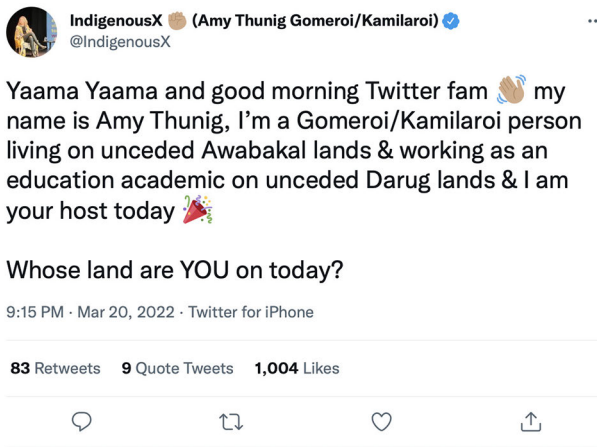 IndigenousX ✊🏽 (Amy Thunig Gomeroi/Kamilaroi)
@IndigenousX
Yaama Yaama and good morning Twitter fam 👋🏽 my
name is Amy Thunig, I’m a Gomeroi/Kamilaroi person
living on unceded Awabakal lands & working as an
education academic on unceded Darug lands & I am
your host today 🎉
Whose land are YOU on today?
9:15 PM · Mar 20, 2022 · Twitter for iPhone
83 Retweets 9 Quote Tweets 1,004 Likes